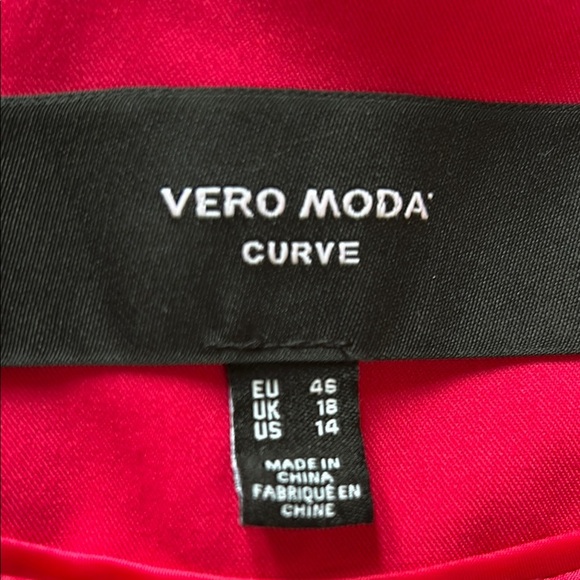 VERO MODA
CURVE
EU 46
UK 18
US 14
MADE IN
CHINA
FABRIQUÉ EN
CHINE